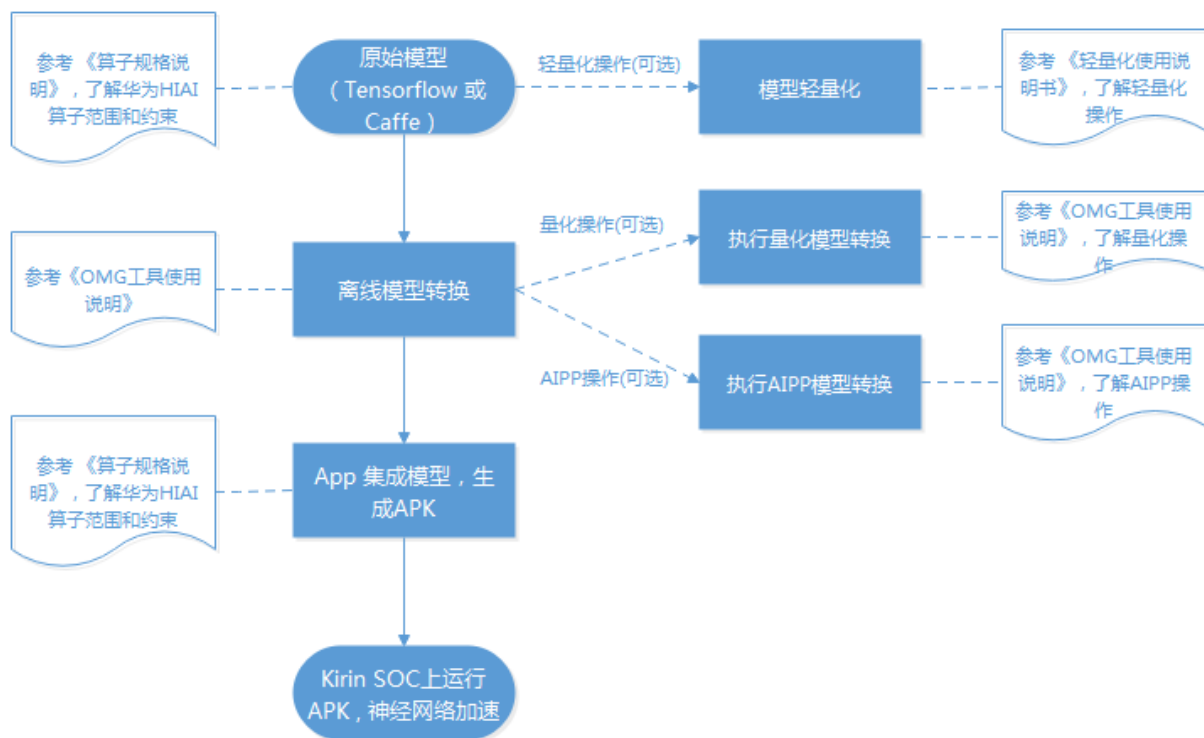 参考 《算子规格说
明》，了解华为HIAI
算子范围和约束
原始模型
（Tensorflow 或
Caffe）
轻量化操作(可选)
模型轻量化
参考 《轻量化使用说
明书》，了解轻量化
操作
参考《OMG工具使用
说明》
离线模型转换
量化操作(可选)
执行量化模型转换
参考《OMG工具使用
说明》，了解量化操
作
AIPP操作(可选)
执行AIPP模型转换
参考《OMG工具使用
说明》，了解AIPP操
作
参考 《算子规格说
明》，了解华为HIAI
算子范围和约束
App 集成模型，生
成APK
Kirin SOC上运行
APK，神经网络加速